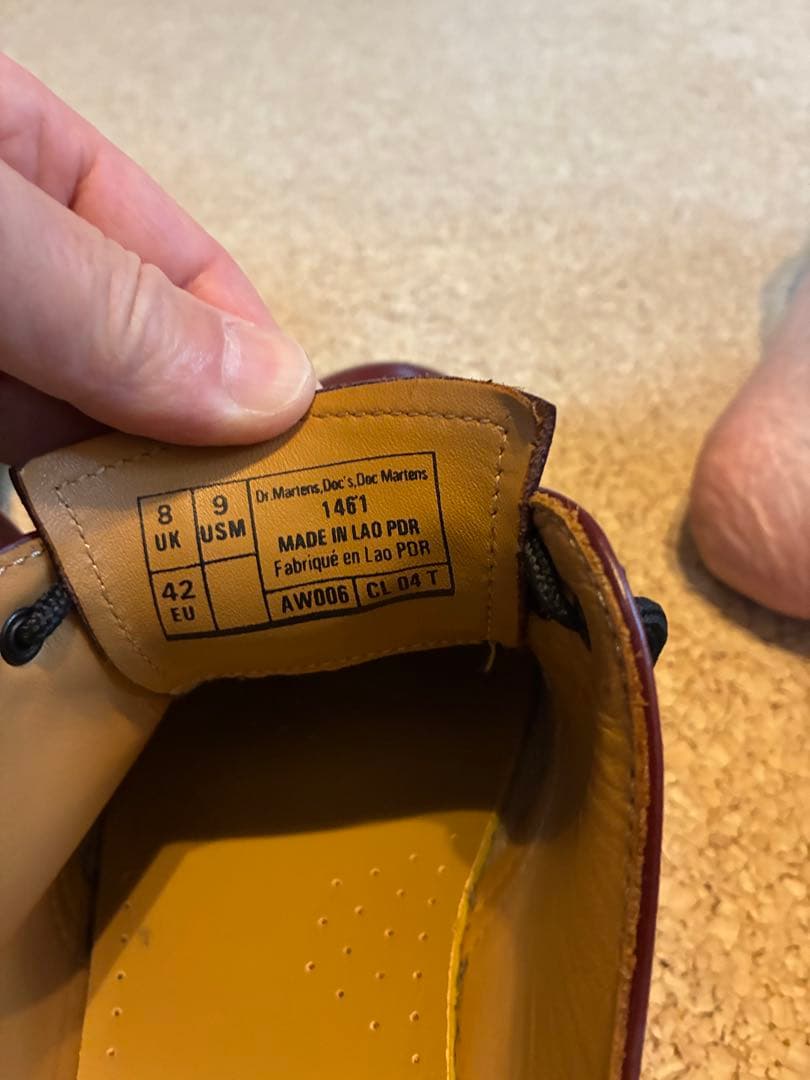 8
UK
9
USM
42
EU
Dr.Martens,Doc's,Doc Martens
1461
MADE IN LAO PDR
Fabriqué en Lao PDR
AW006
CL 04 T